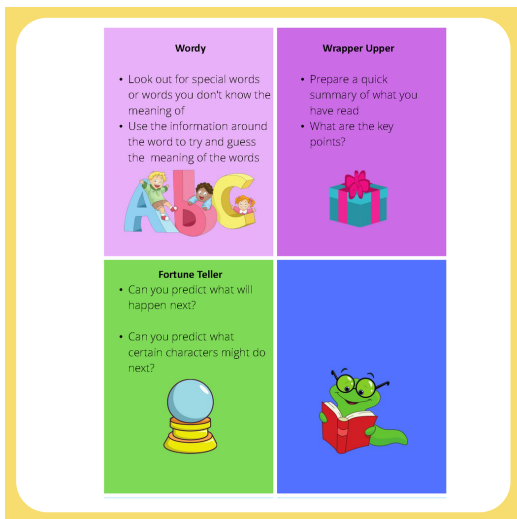 Wordy
• Look out for special words
or words you don't know the
meaning of
• Use the information around
the word to try and guess
the  meaning of the words
AbC
Wrapper Upper
• Prepare a quick
summary of what you
have read
• What are the key
points?
Fortune Teller
• Can you predict what will
happen next?
• Can you predict what
certain characters might do
next?